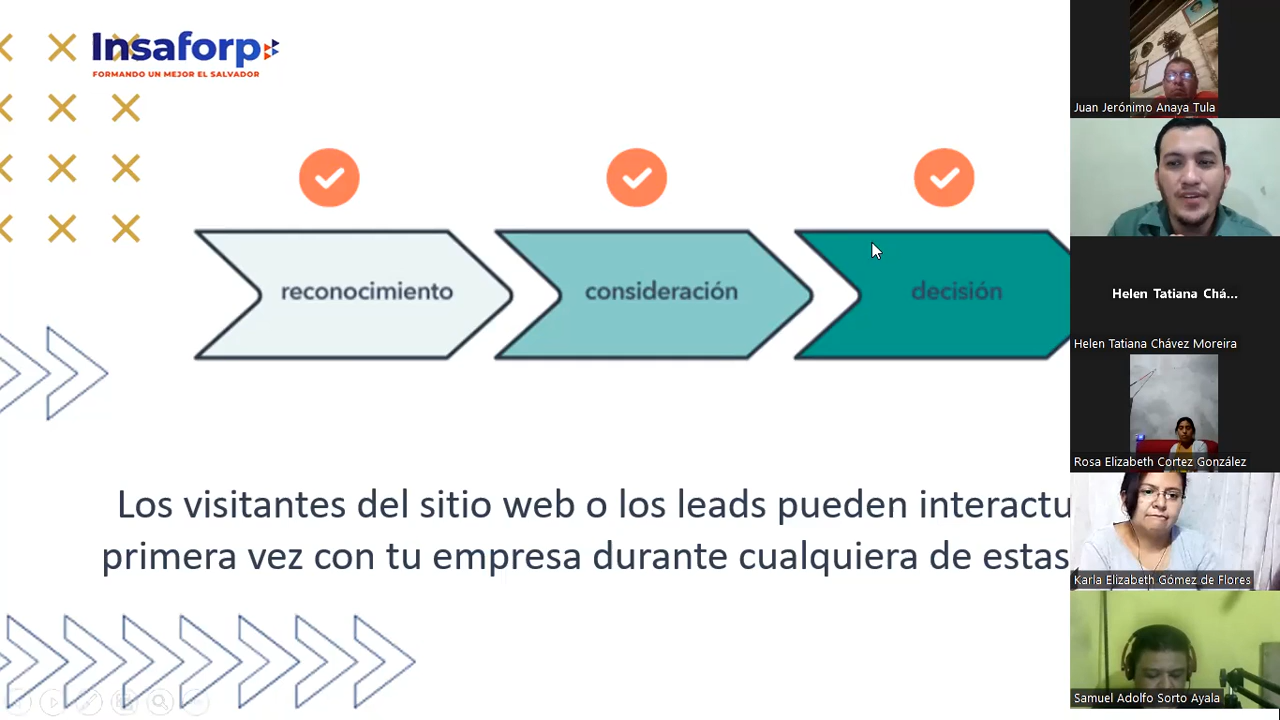 Insaforp
FORMANDO UN MEJOR EL SALVADOR
reconocimiento
consideración
decisión
Los visitantes del sitio web o los leads pueden interactu
primera vez con tu empresa durante cualquiera de estas
Juan Jerónimo Anaya Tula
Helen Tatiana Chá...
Helen Tatiana Chávez Moreira
Rosa Elizabeth Cortez González
Karla Elizabeth Gómez de Flores
Samuel Adolfo Sorto Ayala